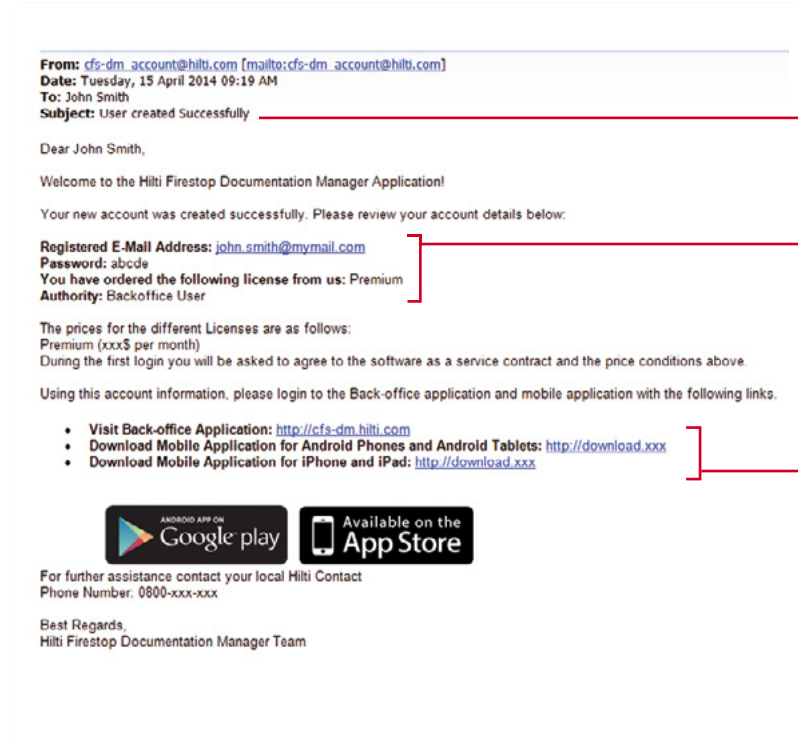 From: cfs-dm_account@hilti.com [mailto:cfs-dm_account@hilti.com]
Date: Tuesday, 15 April 2014 09:19 AM
To: John Smith
Subject: User created Successfully
Dear John Smith,
Welcome to the Hilti Firestop Documentation Manager Application!
Your new account was created successfully. Please review your account details below:
Registered E-Mail Address: john.smith@mymail.com
Password: abcde
You have ordered the following license from us: Premium
Authority: Backoffice User
The prices for the different Licenses are as follows:
Premium (xxx$ per month)
During the first login you will be asked to agree to the software as a service contract and the price conditions above.
Using this account information, please login to the Back-office application and mobile application with the following links.
• Visit Back-office Application: http://cfs-dm.hilti.com
• Download Mobile Application for Android Phones and Android Tablets: http://download.xxx
• Download Mobile Application for iPhone and iPad: http://download.xxx
ANDROID APP ON
Google play
Available on the
App Store
For further assistance contact your local Hilti Contact
Phone Number: 0800-xxx-xxx
Best Regards,
Hilti Firestop Documentation Manager Team